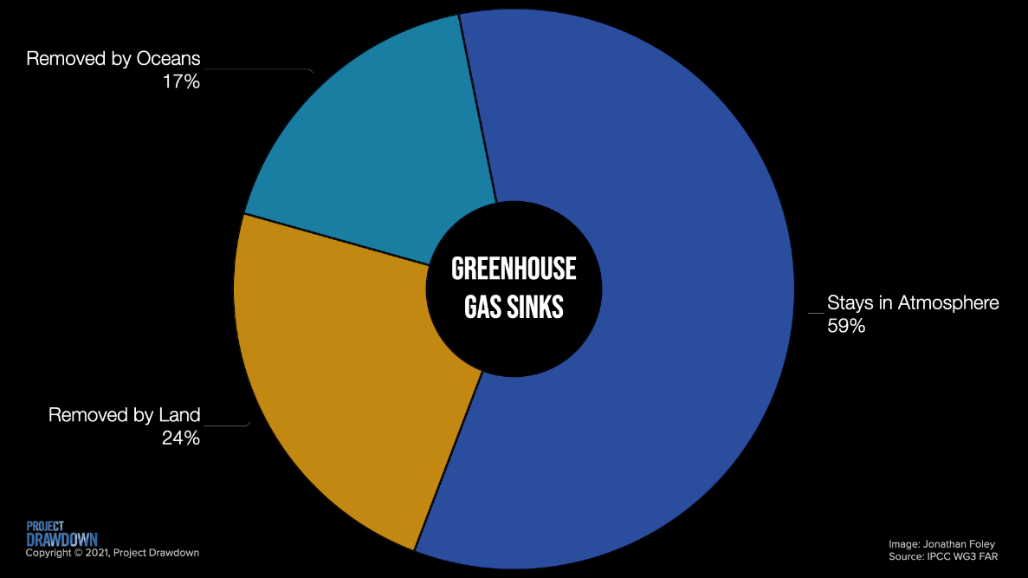 Removed by Oceans
17%
GREENHOUSE
GAS SINKS
Stays in Atmosphere
59%
Removed by Land
24%
PROJECT
DRAWDOWN
Copyright © 2021, Project Drawdown
Image: Jonathan Foley
Source: IPCC WG3 FAR